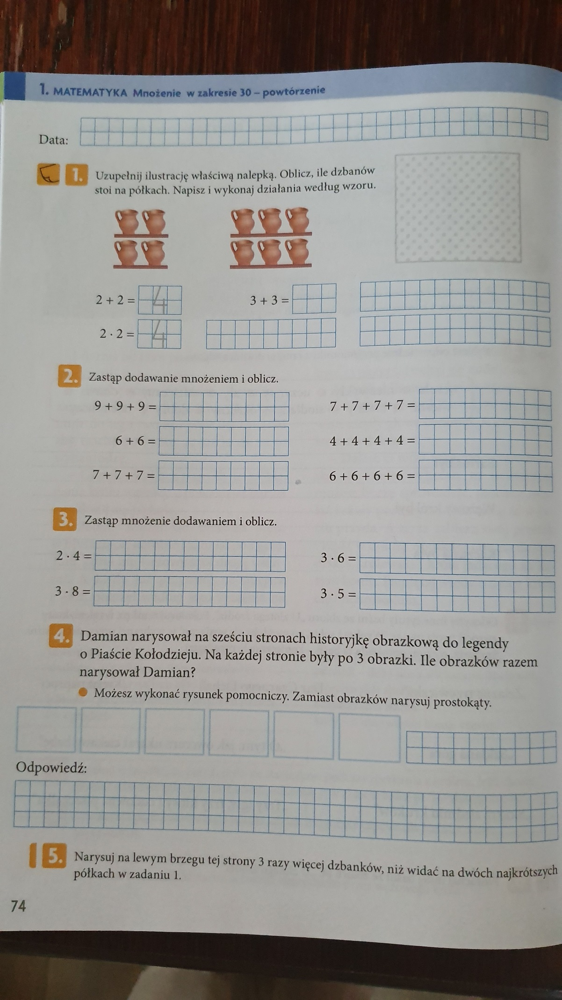 1. MATEMATYKA Mnożenie w zakresie 30 – powtórzenie
Data:
1. Uzupełnij ilustrację właściwą nalepką. Oblicz, ile dzbanów
stoi na półkach. Napisz i wykonaj działania według wzoru.
2 + 2 = 4
3 + 3 =
2 · 2 = 4
2. Zastąp dodawanie mnożeniem i oblicz.
9 + 9 + 9 =
7 + 7 + 7 + 7 =
6 + 6 =
4 + 4 + 4 + 4 =
7 + 7 + 7 =
6 + 6 + 6 + 6 =
3. Zastąp mnożenie dodawaniem i oblicz.
2 · 4 =
3 · 6 =
3 · 8 =
3 · 5 =
4. Damian narysował na sześciu stronach historyjkę obrazkową do legendy
o Piaście Kołodzieju. Na każdej stronie były po 3 obrazki. Ile obrazków razem
narysował Damian?
● Możesz wykonać rysunek pomocniczy. Zamiast obrazków narysuj prostokąty.
Odpowiedź:
5. Narysuj na lewym brzegu tej strony 3 razy więcej dzbanków, niż widać na dwóch najkrótszych
półkach w zadaniu 1.
74